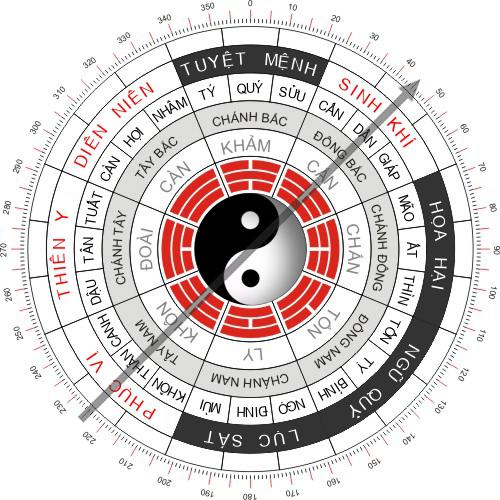 0
10
20
30
40
50
60
70
80
90
100
110
120
130
140
150
160
170
180
190
200
210
220
230
240
250
260
270
280
290
300
310
320
330
340
350
TUYỆT MỆNH
SINH KHÍ
HỌA HẠI
NGŨ QUỶ
LỤC SÁT
PHỤC VỊ
THIÊN Y
DIÊN NIÊN
TÝ
QUÝ
SỬU
CẤN
DẦN
GIÁP
MÃO
ẤT
THÌN
TỐN
TỴ
BÍNH
NGỌ
ĐINH
MÙI
KHÔN
THÂN
CANH
DẬU
TÂN
TUẤT
CÀN
HỢI
NHÂM
CHÁNH BẮC
ĐÔNG BẮC
CHÁNH ĐÔNG
ĐÔNG NAM
CHÁNH NAM
TÂY NAM
CHÁNH TÂY
TÂY BẮC
KHẢM
CẤN
CHẤN
TỐN
LY
KHÔN
ĐOÀI
CÀN